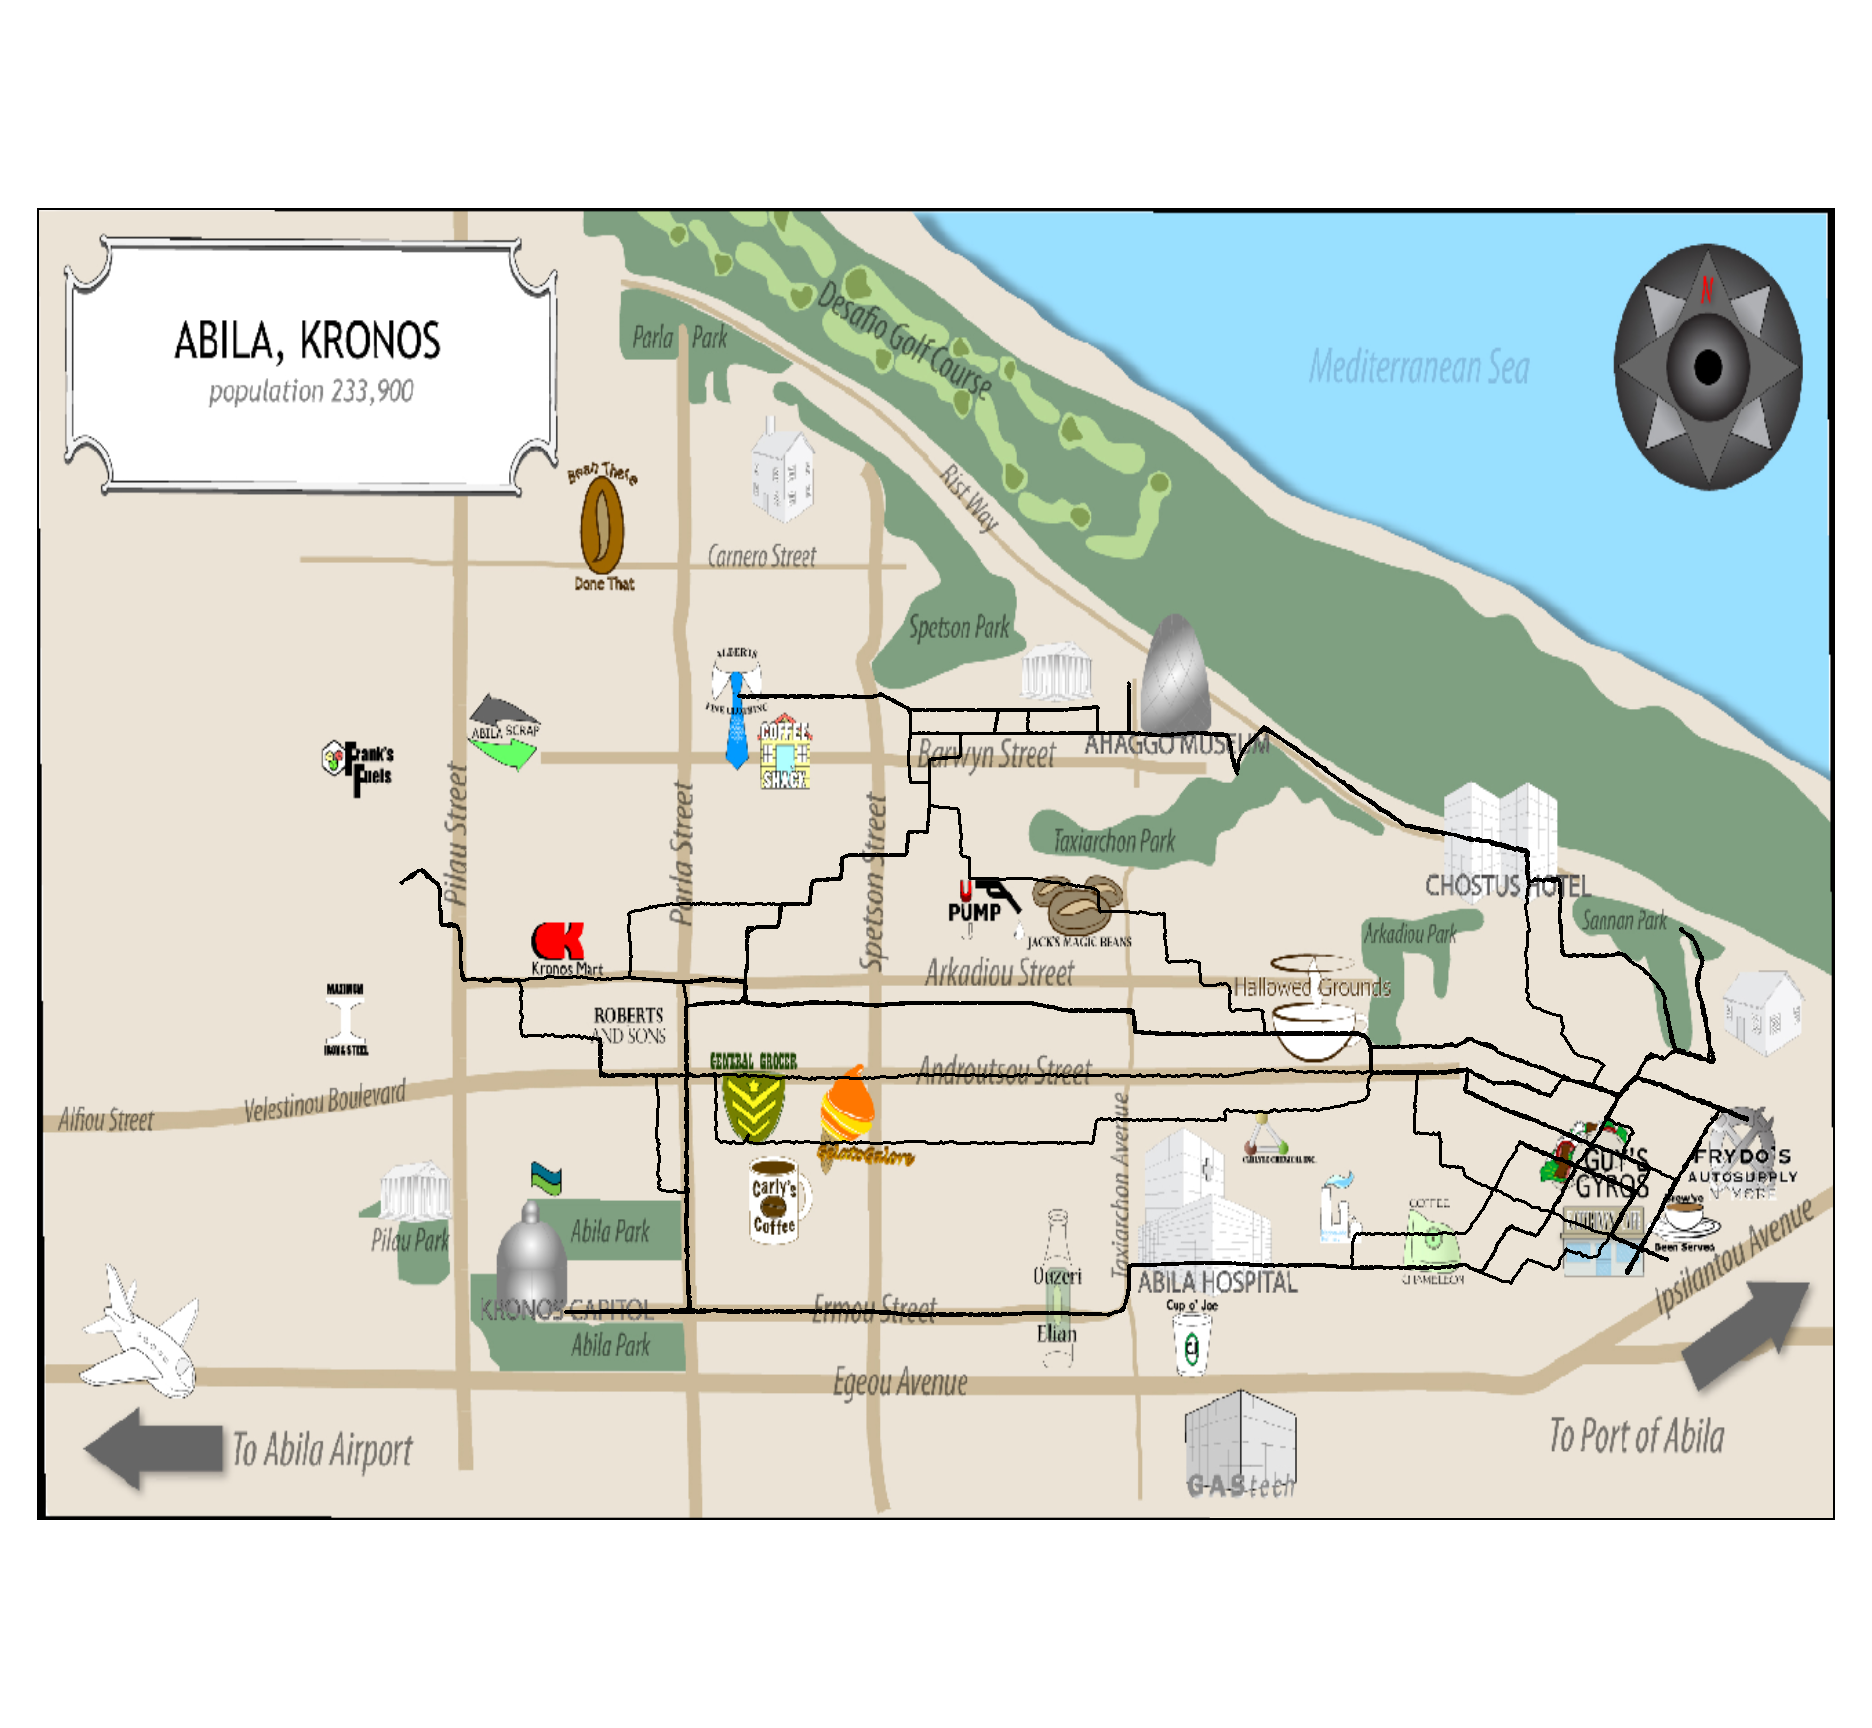 ABILA, KRONOS
population 233,900
N
Mediterranean Sea
Desafio Golf Course
Parla Park
Rist Way
Bean There
Done That
Carnero Street
Spetson Park
ALBERTS
FINE CLOTHING
ABILA SCRAP
Frank's
Fuels
COFFEE
SHACK
Barwyn Street
AHAGGO MUSEUM
Pilau Street
Parla Street
Spetson Street
Taxiarchon Park
U
PUMP
JACK'S MAGIC BEANS
CHOSTUS HOTEL
Arkadiou Park
Sannan Park
Kronos Mart
Arkadiou Street
Hallowed Grounds
MAXIMUM
IRON & STEEL
ROBERTS
AND SONS
GENERAL GROCER
Androutsou Street
Alfiou Street
Velestinou Boulevard
GelatoGalore
Taxiarchon Avenue
CARLYLE CHEMICAL INC.
GUY'S
GYROS
FRYDO'S
AUTOSUPPLY
N' MORE
Carly's
Coffee
Pilau Park
Abila Park
COFFEE
CHAMELEON
Brew've
Been Served
Ouzeri
Elian
ABILA HOSPITAL
Ipsilantou Avenue
KRONOS CAPITOL
Ermou Street
Cup o' Joe
Abila Park
Egeou Avenue
To Abila Airport
To Port of Abila
GAStech